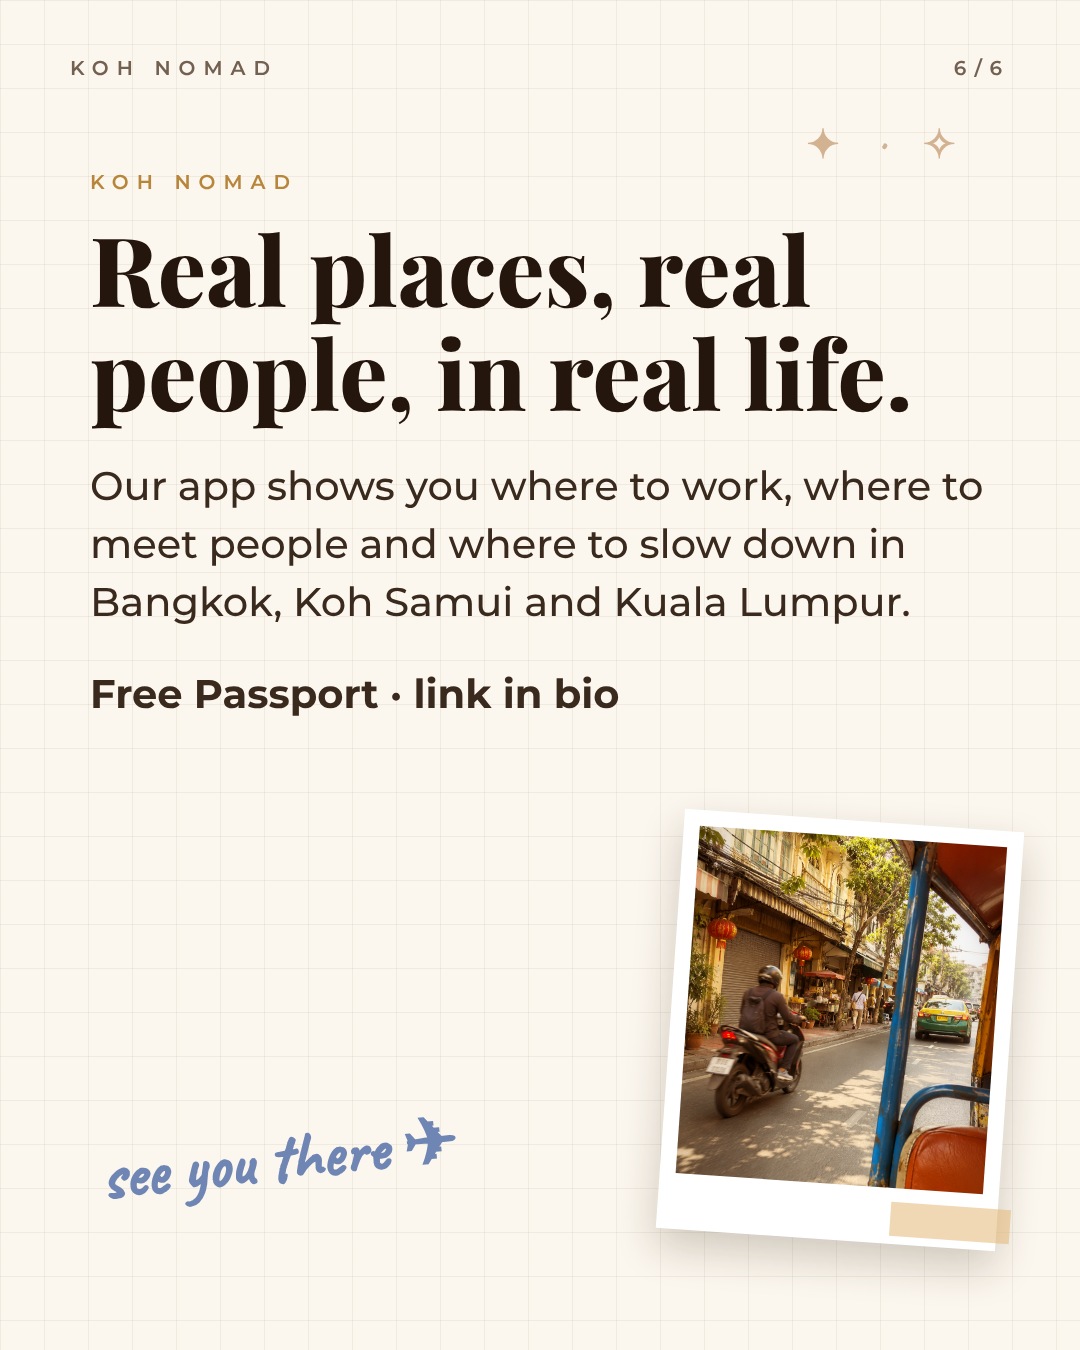 KOH NOMAD
6/6
KOH NOMAD
Real places, real
people, in real life.
Our app shows you where to work, where to
meet people and where to slow down in
Bangkok, Koh Samui and Kuala Lumpur.
Free Passport · link in bio
see you there